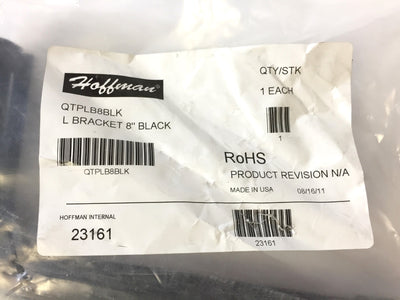 Hoffman
QTY/STK
QTPLB8BLK
L BRACKET 8" BLACK
1 EACH
1
QTPLB8BLK
RoHS
PRODUCT REVISION N/A
MADE IN USA 08/16/11
HOFFMAN INTERNAL
23161
23161